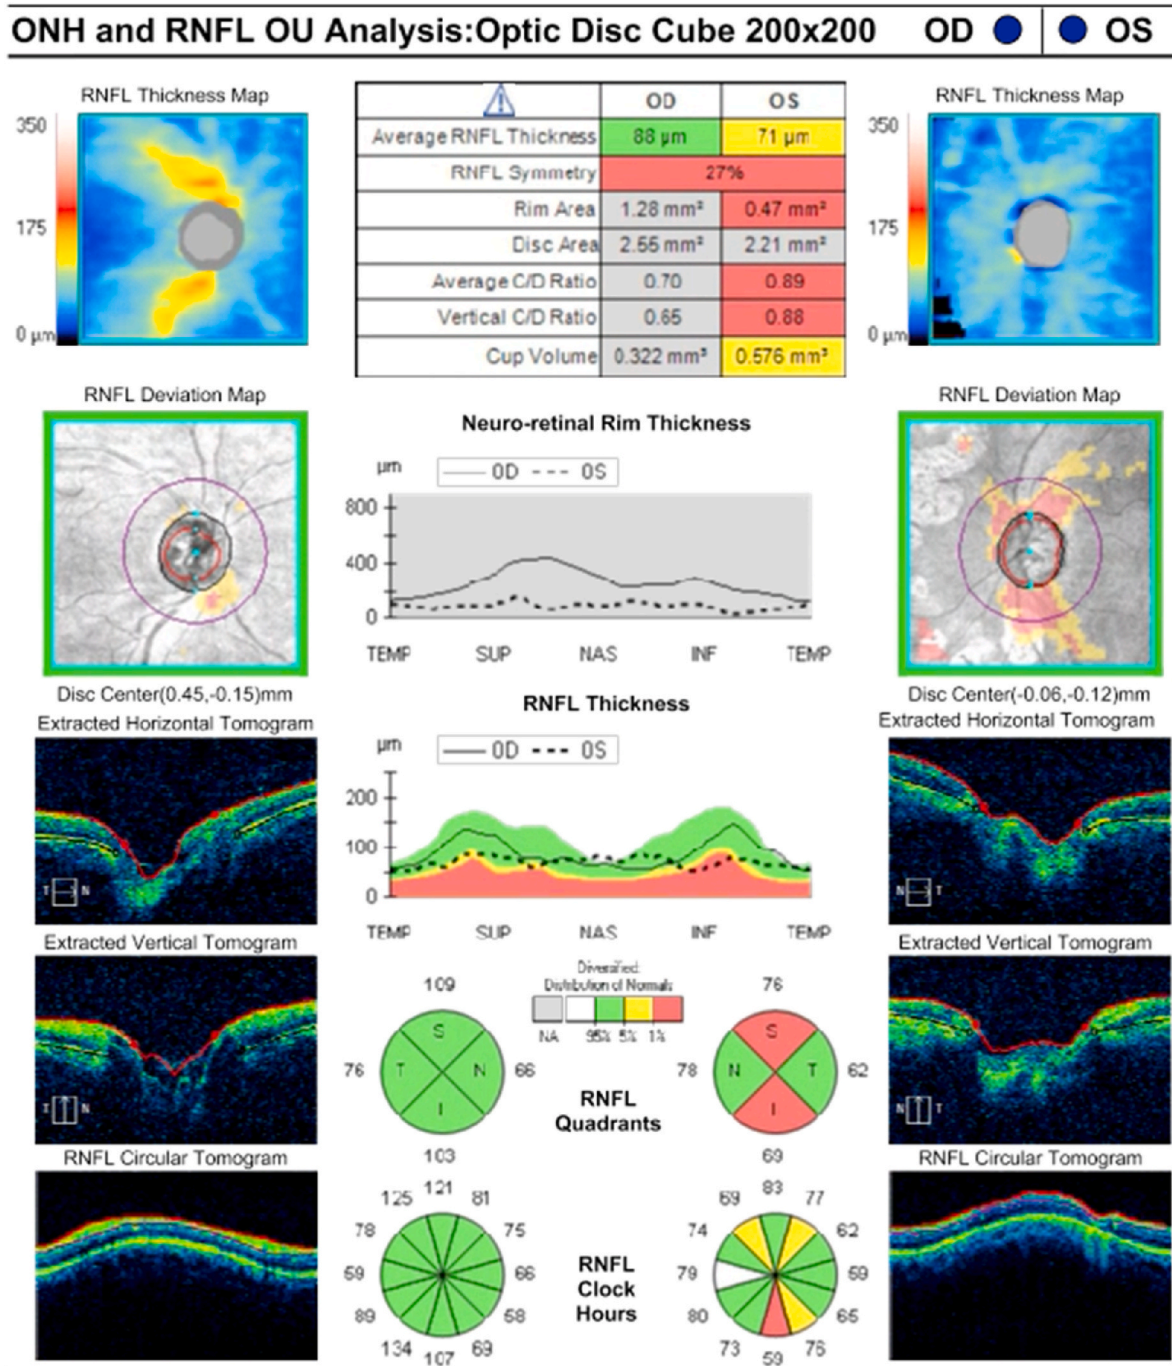 ONH and RNFL OU Analysis:Optic Disc Cube 200x200 OD OS
RNFL Thickness Map
350
175
0 µm
OD OS
Average RNFL Thickness 88 µm 71 µm
RNFL Symmetry 27%
Rim Area 1.28 mm² 0.47 mm²
Disc Area 2.55 mm² 2.21 mm²
Average C/D Ratio 0.70 0.89
Vertical C/D Ratio 0.65 0.88
Cup Volume 0.322 mm³ 0.576 mm³
RNFL Thickness Map
350
175
0 µm
RNFL Deviation Map
Disc Center(0.45,-0.15)mm
Neuro-retinal Rim Thickness
µm
OD OS
800
400
0
TEMP SUP NAS INF TEMP
RNFL Deviation Map
Disc Center(-0.06,-0.12)mm
Extracted Horizontal Tomogram
T N
RNFL Thickness
µm
OD OS
200
100
0
TEMP SUP NAS INF TEMP
Extracted Horizontal Tomogram
N T
Extracted Vertical Tomogram
T N
Diversified:
Distribution of Normals
NA 95% 5% 1%
109
S
76 T N 66
I
103
RNFL
Quadrants
76
S
78 N T 62
I
69
Extracted Vertical Tomogram
N T
RNFL Circular Tomogram
121
125 81
78 75
59 66
89 58
134 69
107
RNFL
Clock
Hours
83
69 77
74 62
79 59
80 65
73 76
59
RNFL Circular Tomogram